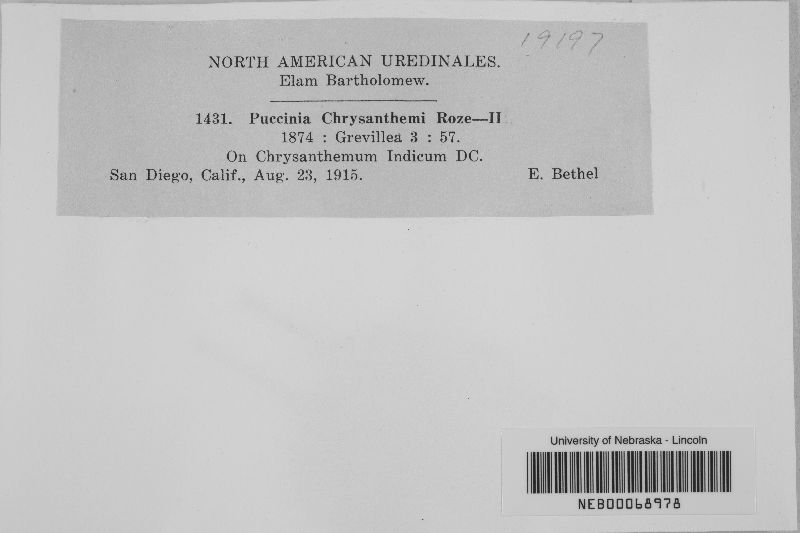 19197
NORTH AMERICAN UREDINALES.
Elam Bartholomew.
1431. Puccinia Chrysanthemi Roze—II
1874 : Grevillea 3 : 57.
On Chrysanthemum Indicum DC.
San Diego, Calif., Aug. 23, 1915. E. Bethel
University of Nebraska - Lincoln
NEB00068978